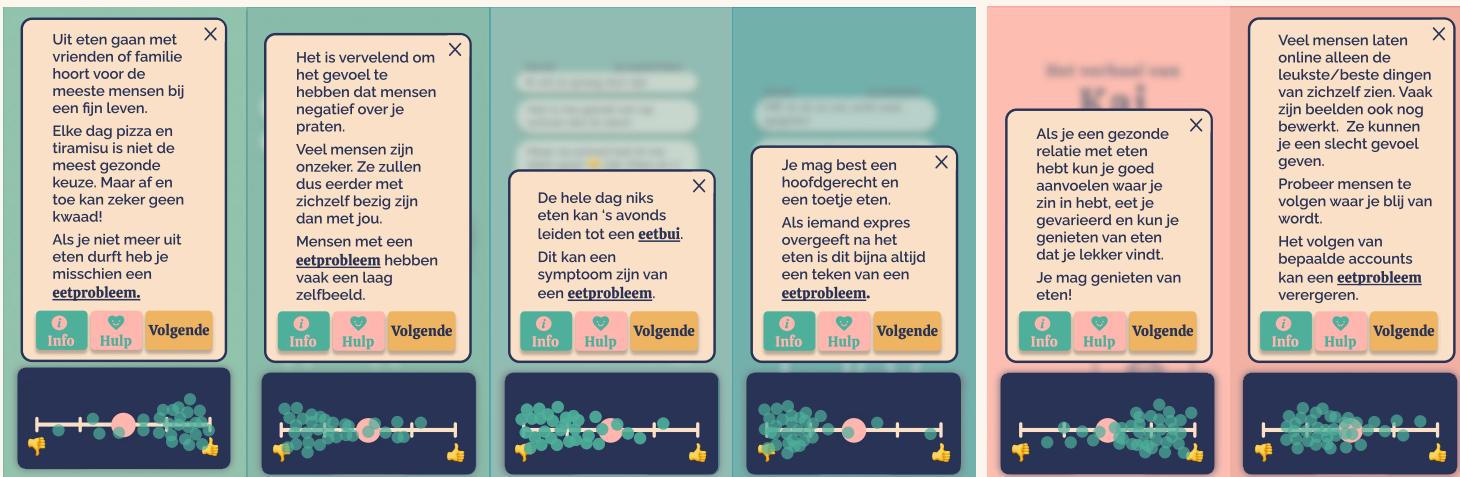 Uit eten gaan met
vrienden of familie
hoort voor de
meeste mensen bij
een fijn leven.
Elke dag pizza en
tiramisu is niet de
meest gezonde
keuze. Maar af en
toe kan zeker geen
kwaad!
Als je niet meer uit
eten durft heb je
misschien een
eetprobleem.
Info
Hulp
Volgende
Het is vervelend om
het gevoel te
hebben dat mensen
negatief over je
praten.
Veel mensen zijn
onzeker. Ze zullen
dus eerder met
zichzelf bezig zijn
dan met jou.
Mensen met een
eetprobleem hebben
vaak een laag
zelfbeeld.
Info
Hulp
Volgende
De hele dag niks
eten kan 's avonds
leiden tot een eetbui.
Dit kan een
symptoom zijn van
een eetprobleem.
Info
Hulp
Volgende
Je mag best een
hoofdgerecht en
een toetje eten.
Als iemand expres
overgeeft na het
eten is dit bijna altijd
een teken van een
eetprobleem.
Info
Hulp
Volgende
Het verhaal van
Kai
Als je een gezonde
relatie met eten
hebt kun je goed
aanvoelen waar je
zin in hebt, eet je
gevarieerd en kun je
genieten van eten
dat je lekker vindt.
Je mag genieten van
eten!
Info
Hulp
Volgende
Veel mensen laten
online alleen de
leukste/beste dingen
van zichzelf zien. Vaak
zijn beelden ook nog
bewerkt. Ze kunnen
je een slecht gevoel
geven.
Probeer mensen te
volgen waar je blij van
wordt.
Het volgen van
bepaalde accounts
kan een eetprobleem
verergeren.
Info
Hulp
Volgende